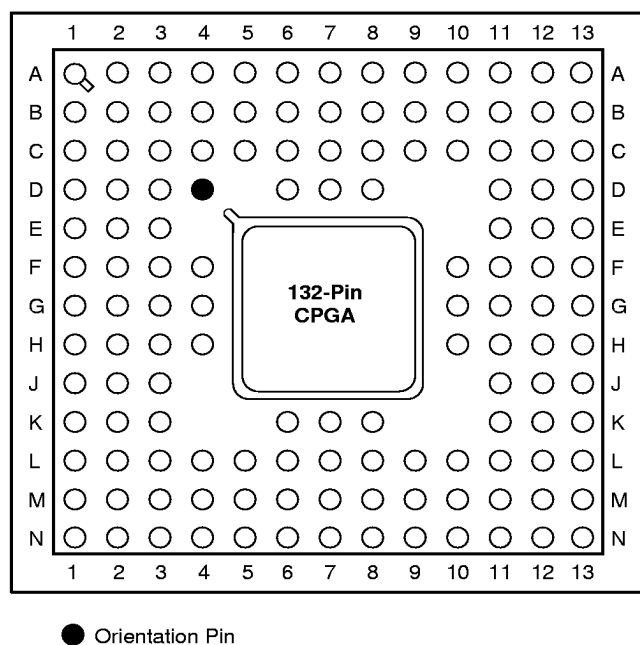 1 2 3 4 5 6 7 8 9 10 11 12 13
A A
B B
C C
D D
E E
F F
132-Pin
G G
CPGA
H H
J J
K K
L L
M M
N N
1 2 3 4 5 6 7 8 9 10 11 12 13
Orientation Pin